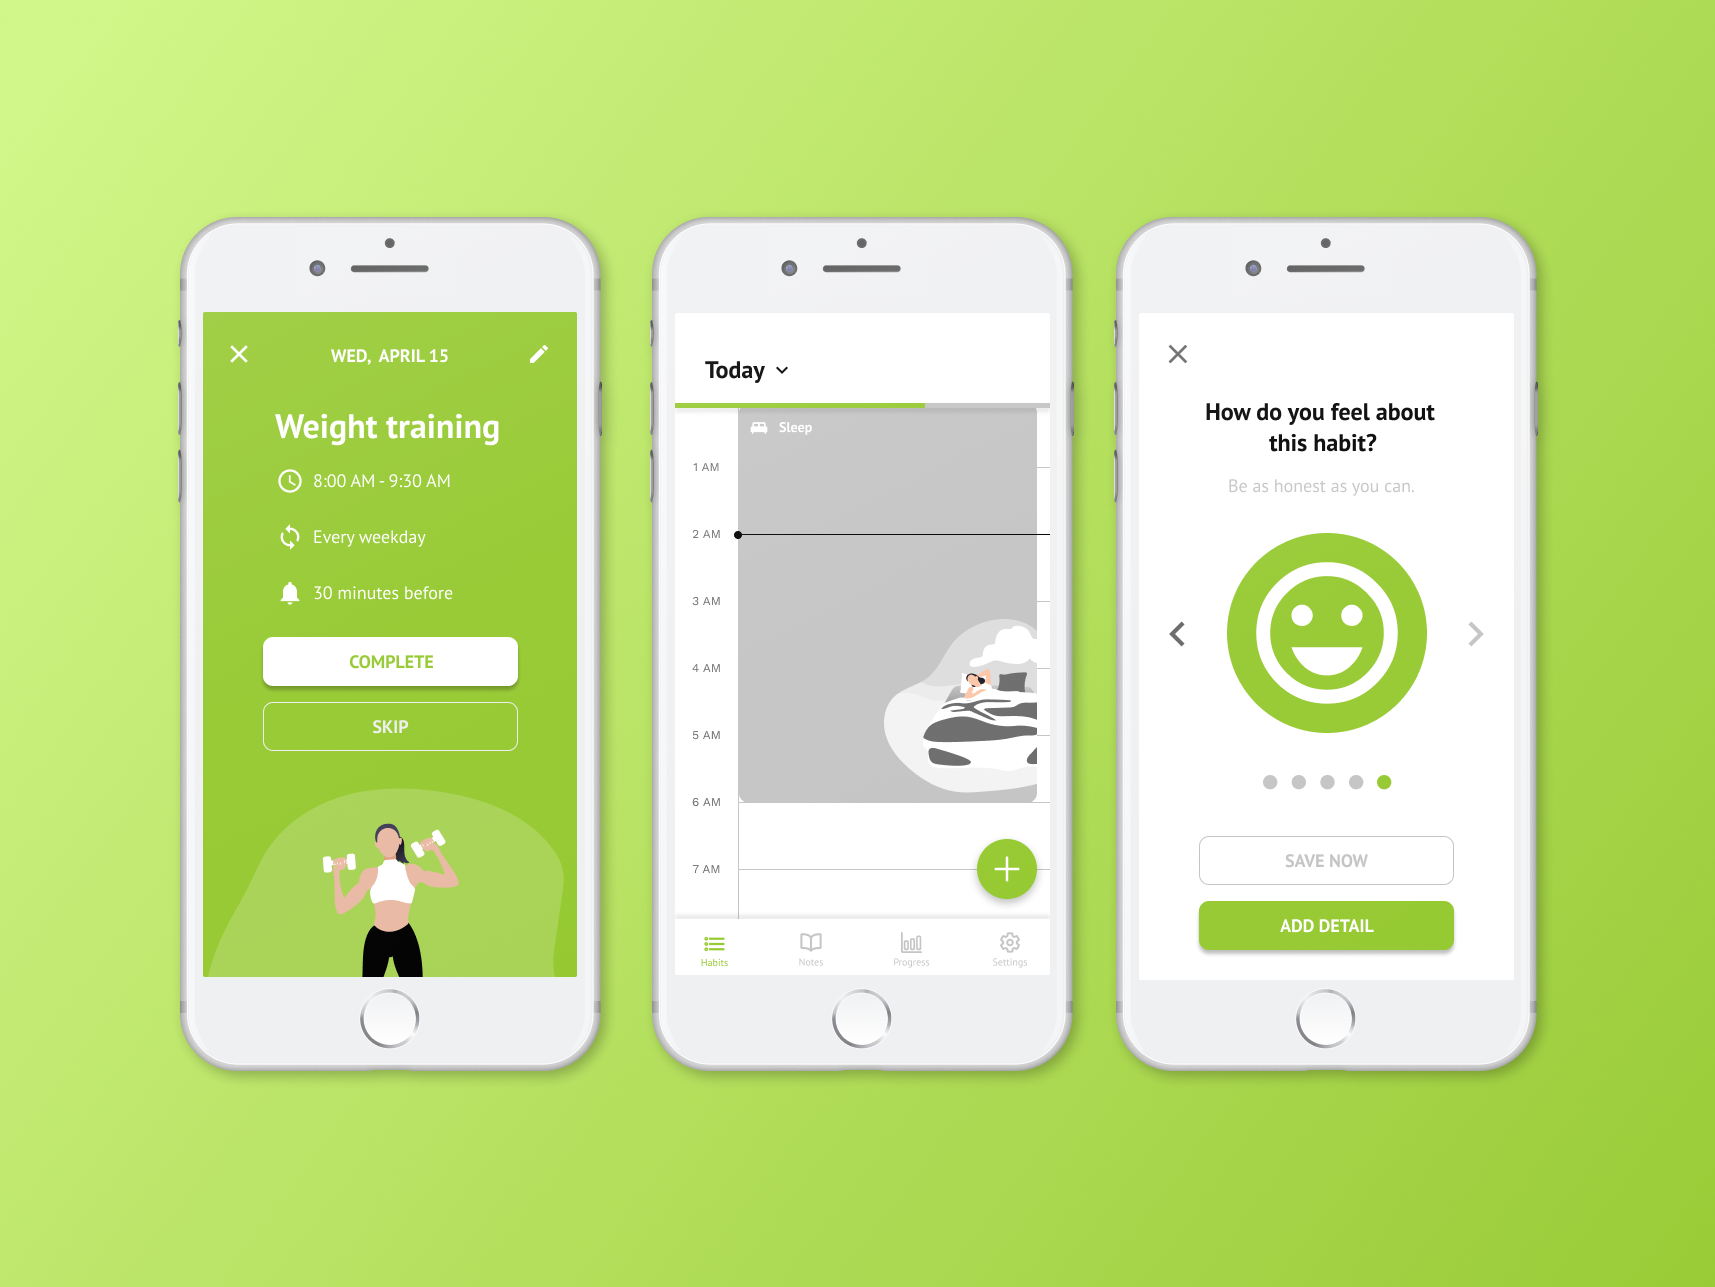 WED, APRIL 15
Weight training
8:00 AM - 9:30 AM
Every weekday
30 minutes before
COMPLETE
SKIP
Today
Sleep
1 AM
2 AM
3 AM
4 AM
5 AM
6 AM
7 AM
Habits
Notes
Progress
Settings
How do you feel about
this habit?
Be as honest as you can.
SAVE NOW
ADD DETAIL